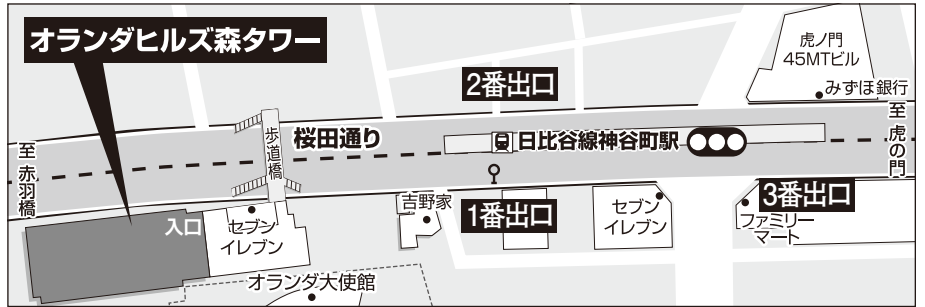 オランダヒルズ森タワー
虎ノ門
45MTビル
みずほ銀行
2番出口
至 虎の門
桜田通り
歩道橋
日比谷線神谷町駅
至 赤羽橋
入口
セブン
イレブン
吉野家
1番出口
セブン
イレブン
3番出口
ファミリー
マート
オランダ大使館